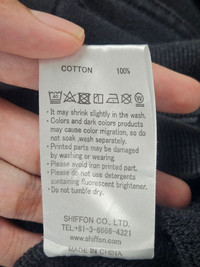 COTTON 100%
・It may shrink slightly in the wash.
・Colors and dark colors products
may cause color migration, so do
not soak ,wash separately.
・Printed parts may be damaged
by washing or wearing.
・Please avoid iron printed part.
・Please do not use detergents
containing fluorescent brightener.
・Do not tumble dry.
SHIFFON CO., LTD.
TEL+81-3-6668-4321
www.shiffon.com
MADE IN CHINA